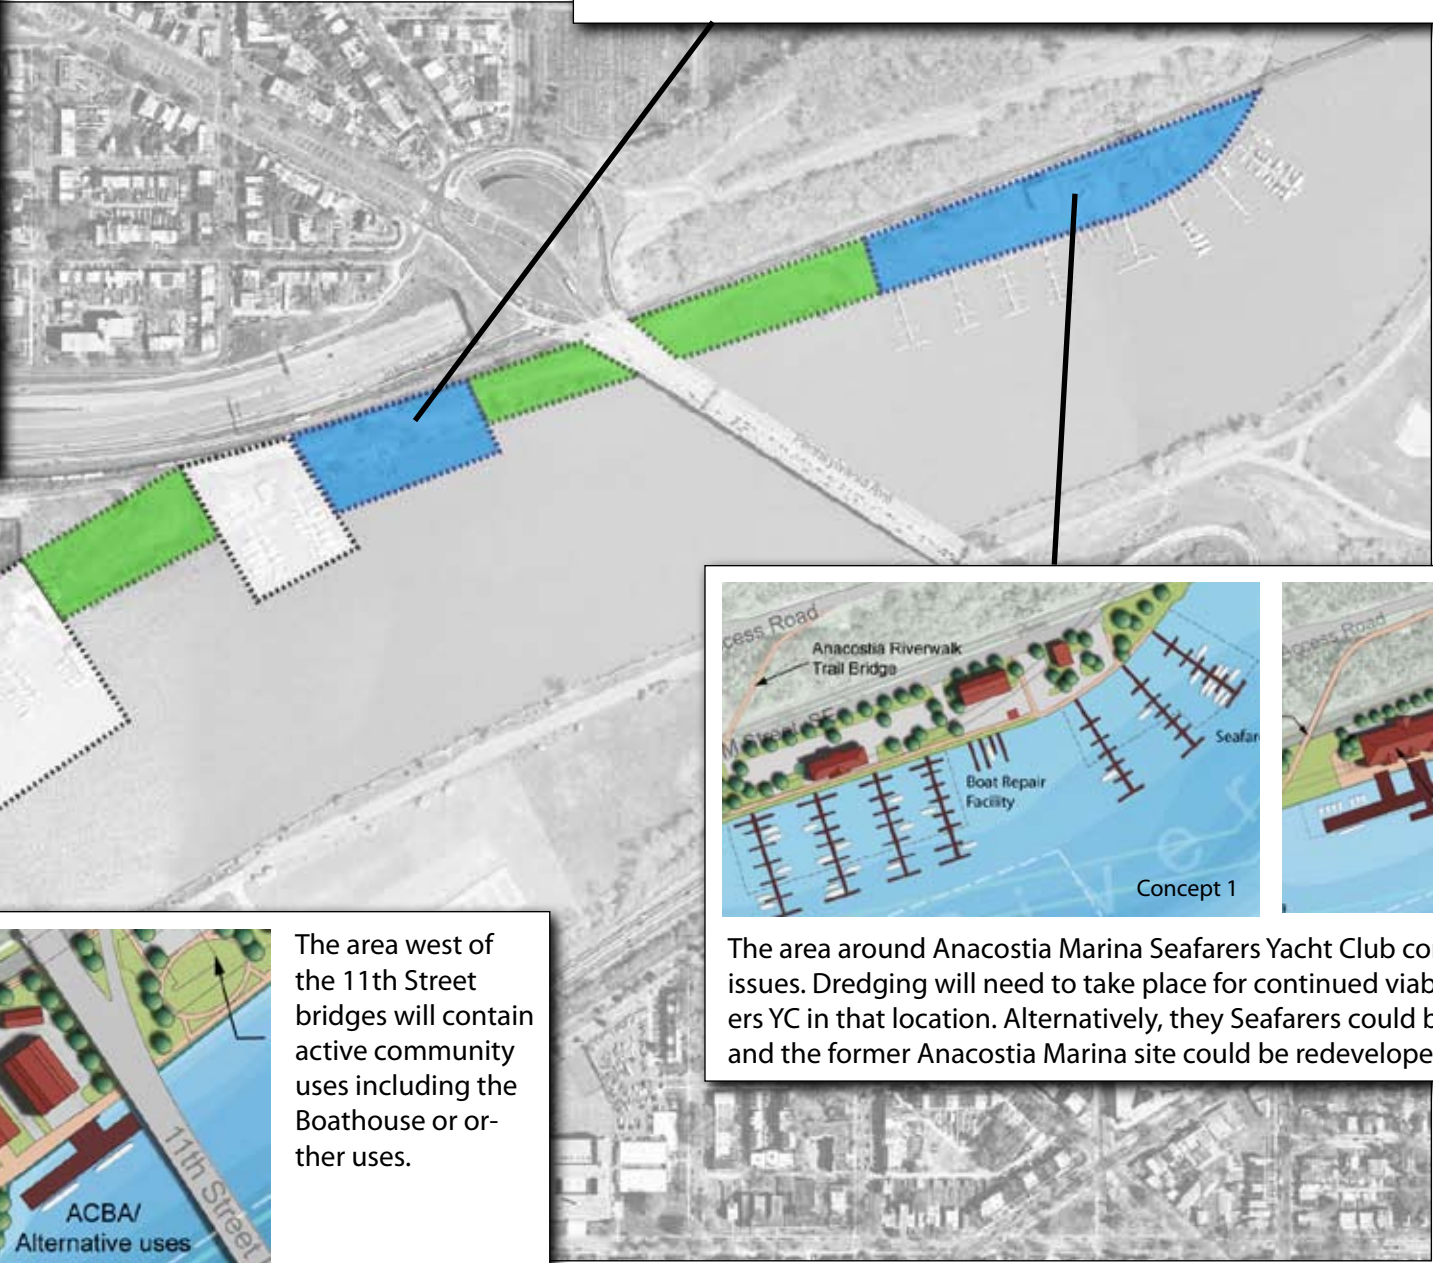 Anacostia Riverwalk
Trail Bridge
cess Road
M Street, SE
Boat Repair
Facility
Seafar
Concept 1
ccess Road
The area around Anacostia Marina Seafarers Yacht Club co
issues. Dredging will need to take place for continued viab
ers YC in that location. Alternatively, they Seafarers could b
and the former Anacostia Marina site could be redevelope
The area west of
the 11th Street
bridges will contain
active community
uses including the
Boathouse or or-
ther uses.
11th Street
ACBA/
Alternative uses